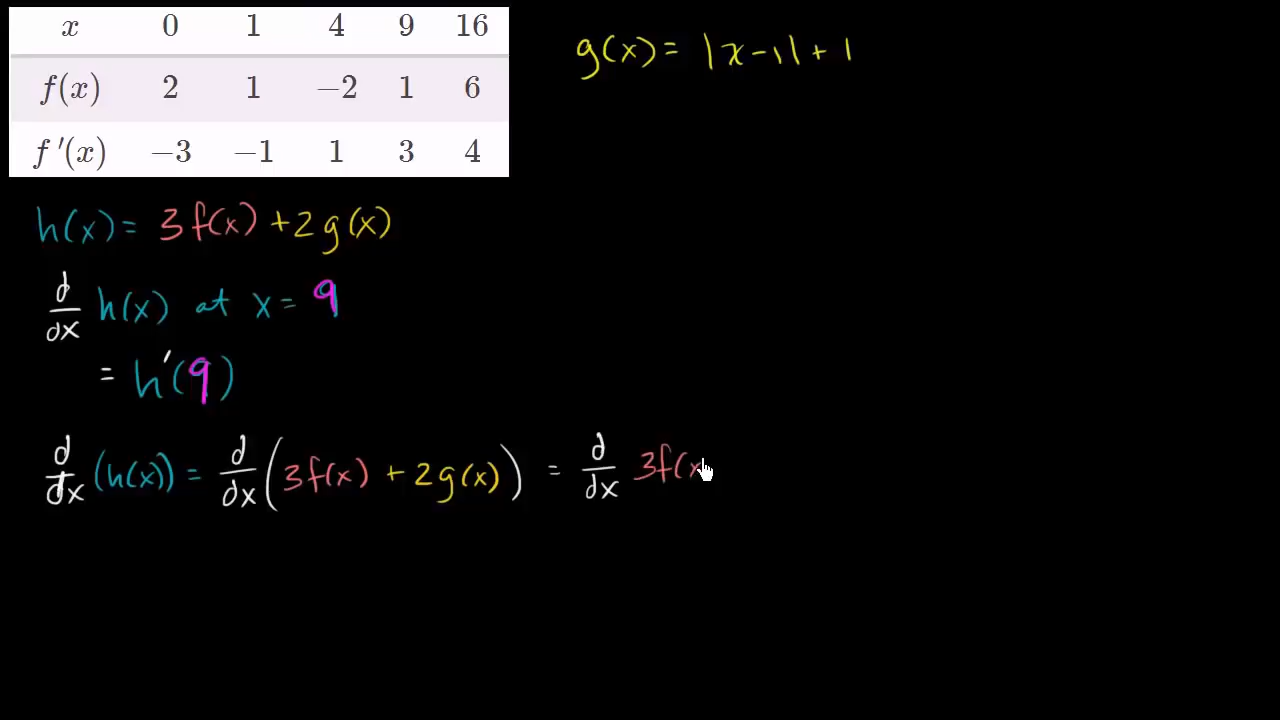 x 0 1 4 9 16
f(x) 2 1 −2 1 6
f ′(x) −3 −1 1 3 4
g(x) = |x-1| + 1
h(x) = 3f(x) + 2g(x)
d/dx h(x) at x = 9
= h'(9)
d/dx (h(x)) = d/dx (3f(x) + 2g(x)) = d/dx 3f(x